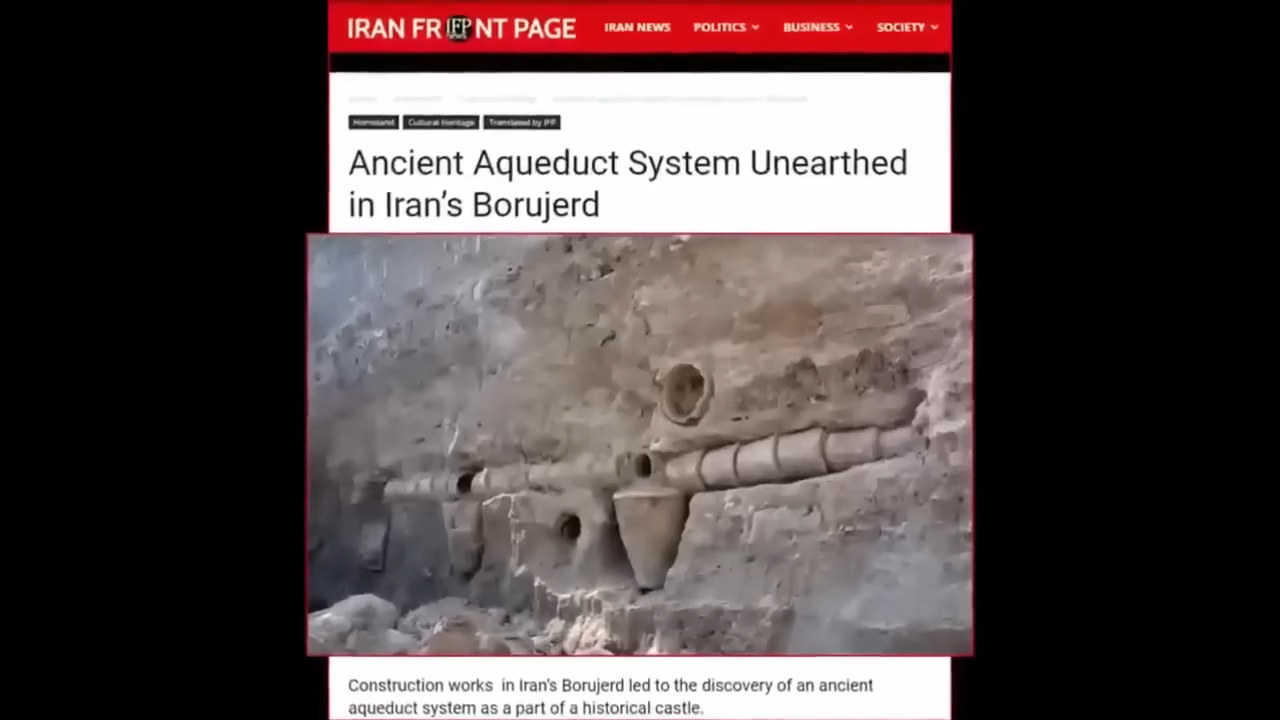 IRAN FRONT PAGE
IFP
NEWS
IRAN NEWS
POLITICS
BUSINESS
SOCIETY
Homeland
Cultural Heritage
Translated by IFP
Ancient Aqueduct System Unearthed
in Iran’s Borujerd
Construction works in Iran’s Borujerd led to the discovery of an ancient
aqueduct system as a part of a historical castle.